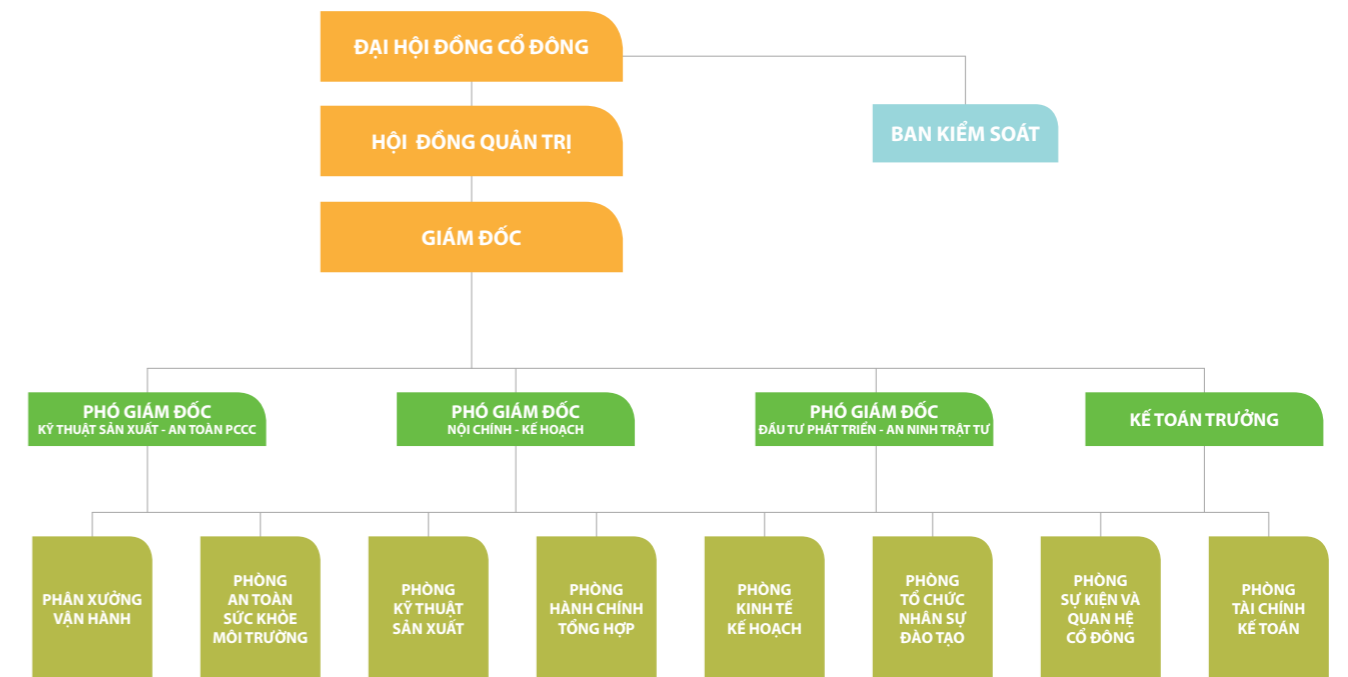 ĐẠI HỘI ĐỒNG CỔ ĐÔNG
BAN KIỂM SOÁT
HỘI ĐỒNG QUẢN TRỊ
GIÁM ĐỐC
PHÓ GIÁM ĐỐC
KỸ THUẬT SẢN XUẤT - AN TOÀN PCCC
PHÓ GIÁM ĐỐC
NỘI CHÍNH - KẾ HOẠCH
PHÓ GIÁM ĐỐC
ĐẦU TƯ PHÁT TRIỂN - AN NINH TRẬT TƯ
KẾ TOÁN TRƯỞNG
PHÂN XƯỞNG
VẬN HÀNH
PHÒNG
AN TOÀN
SỨC KHỎE
MÔI TRƯỜNG
PHÒNG
KỸ THUẬT
SẢN XUẤT
PHÒNG
HÀNH CHÍNH
TỔNG HỢP
PHÒNG
KINH TẾ
KẾ HOẠCH
PHÒNG
TỔ CHỨC
NHÂN SỰ
ĐÀO TẠO
PHÒNG
SỰ KIỆN VÀ
QUAN HỆ
CỔ ĐÔNG
PHÒNG
TÀI CHÍNH
KẾ TOÁN